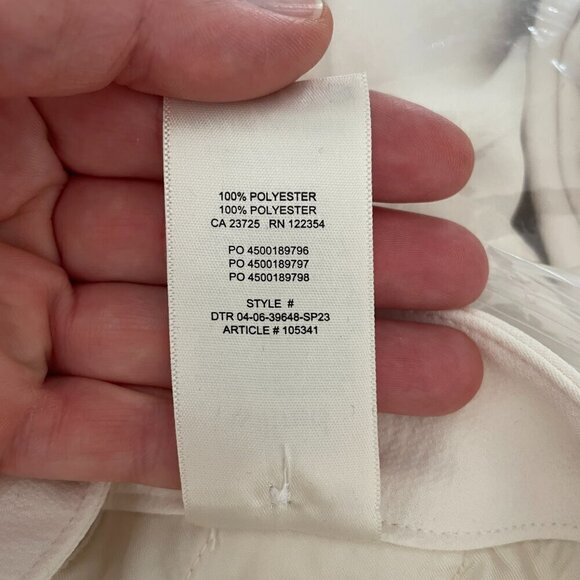 100% POLYESTER
100% POLYESTER
CA 23725 RN 122354
PO 4500189796
PO 4500189797
PO 4500189798
STYLE #
DTR 04-06-39648-SP23
ARTICLE # 105341